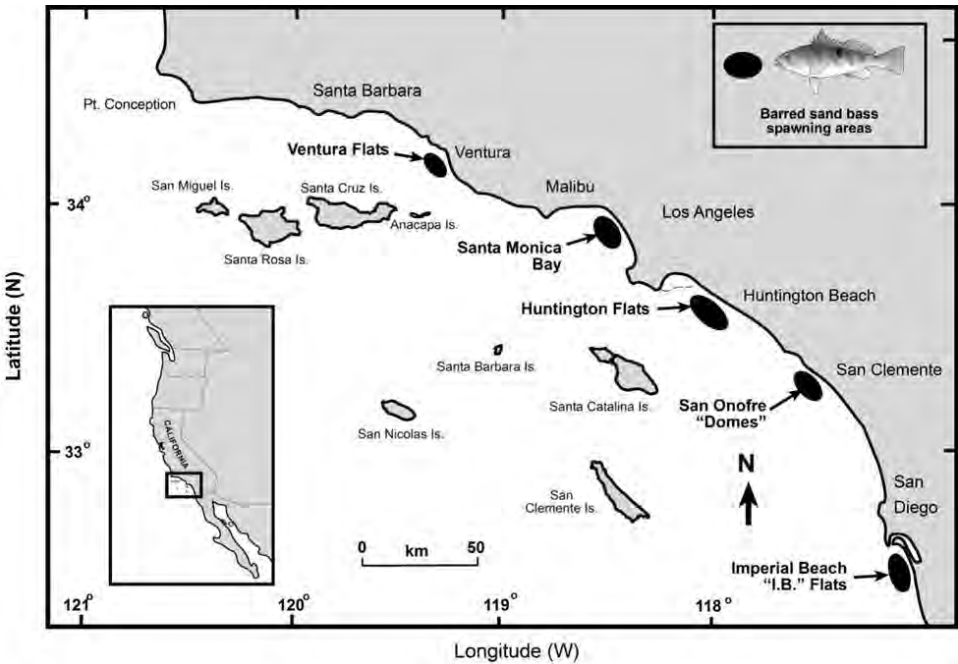 Barred sand bass
spawning areas
Santa Barbara
Pt. Conception
Ventura Flats
Ventura
San Miguel Is.
Santa Cruz Is.
Malibu
34°
Anacapa Is.
Los Angeles
Santa Rosa Is.
Santa Monica
Bay
Huntington Beach
Huntington Flats
Latitude (N)
Santa Barbara Is.
San Clemente
Santa Catalina Is.
San Onofre
"Domes"
San Nicolas Is.
33°
CALIFORNIA
N
San
Diego
San
Clemente Is.
0 km 50
Imperial Beach
"I.B." Flats
121° 120° 119° 118°
Longitude (W)